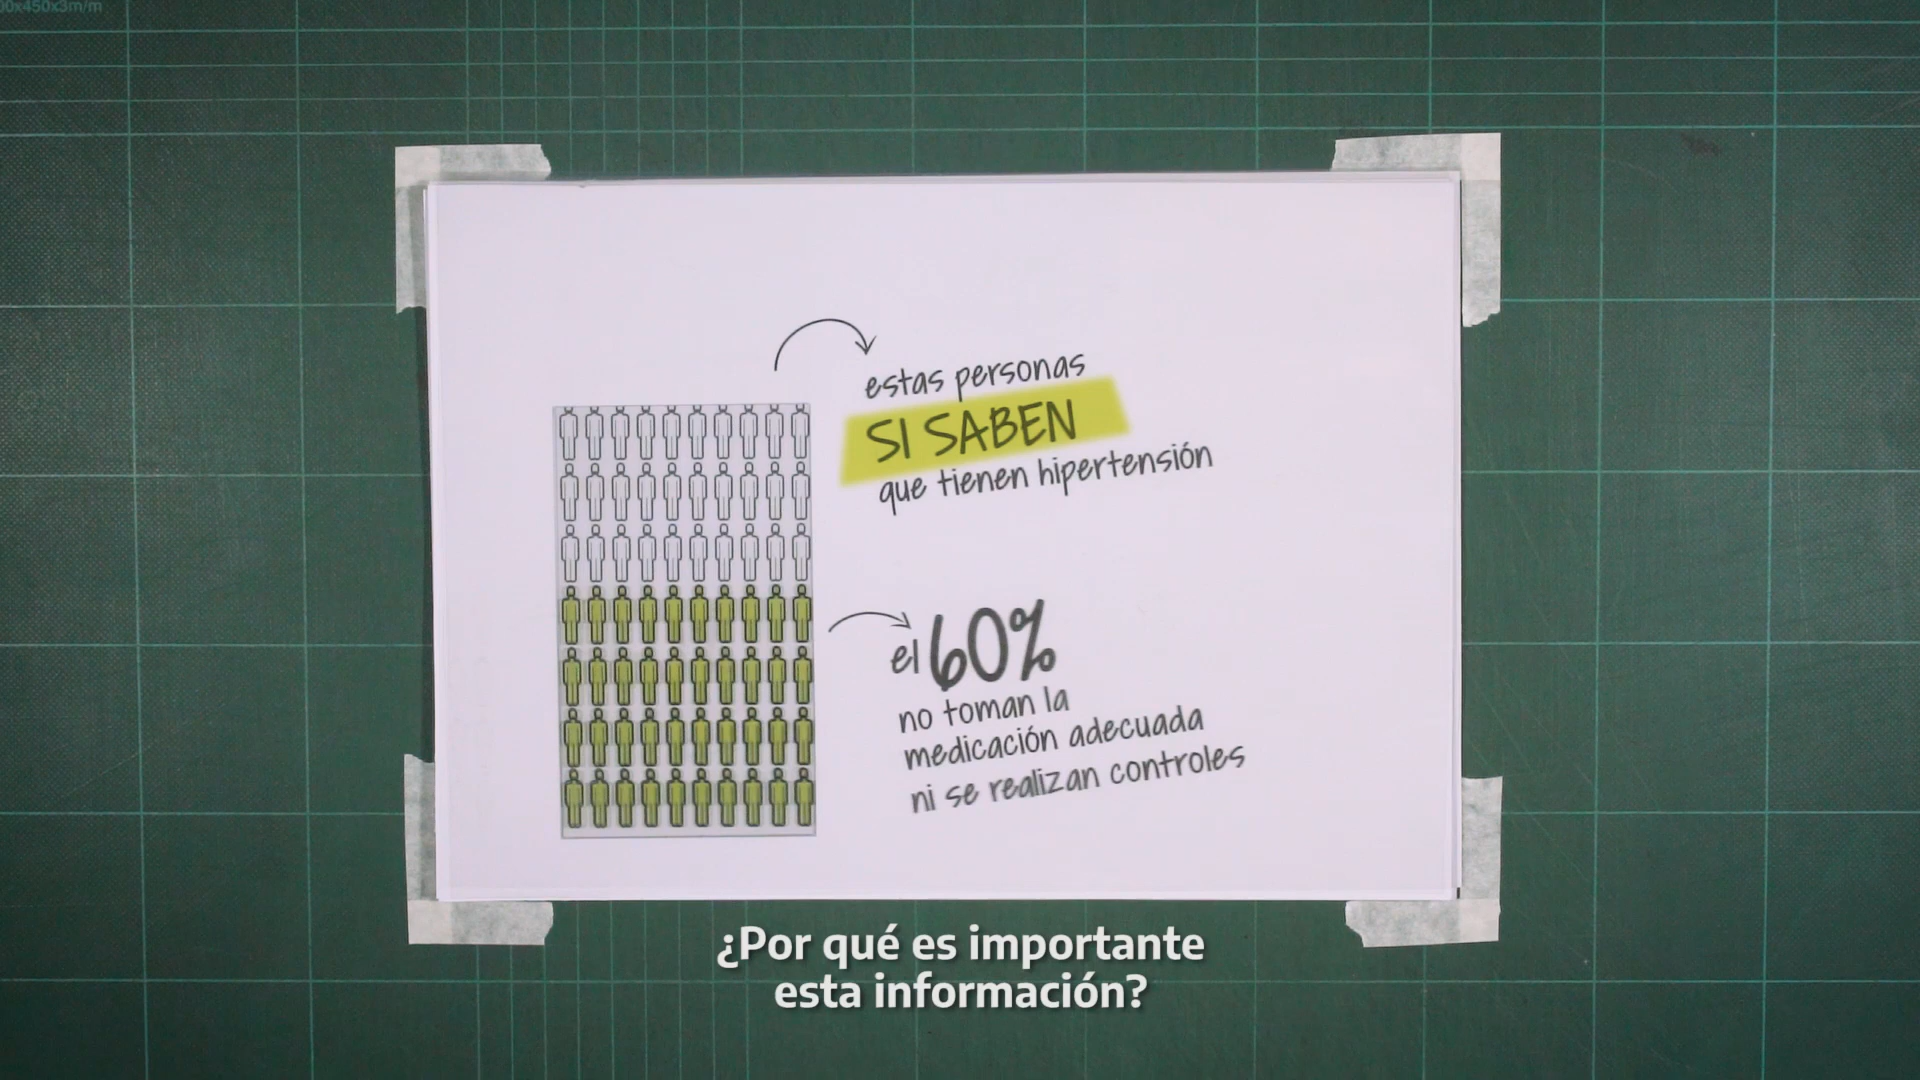 00x450x3m/m
estas personas
SI SABEN
que tienen hipertensión
el 60%
no toman la
medicación adecuada
ni se realizan controles
¿Por qué es importante
esta información?